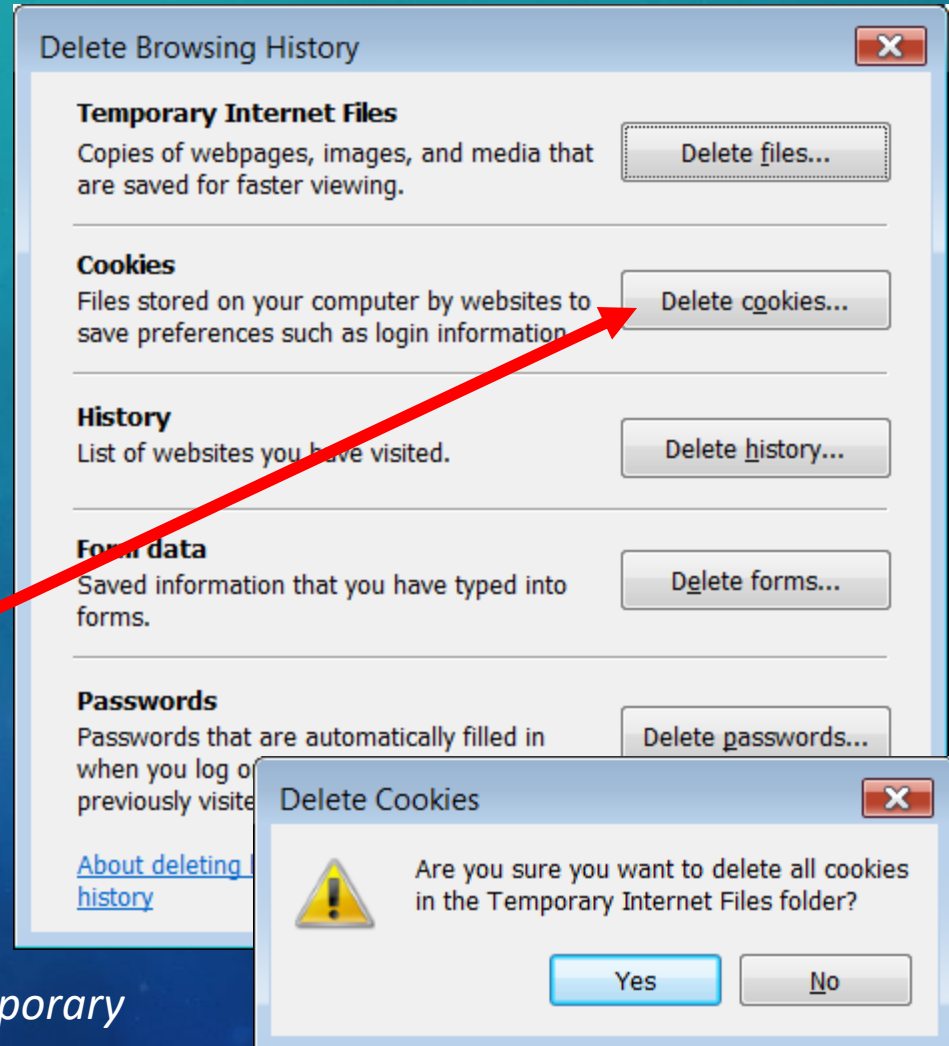 Delete Browsing History
Temporary Internet Files
Copies of webpages, images, and media that
are saved for faster viewing.
Delete files...
Cookies
Files stored on your computer by websites to
save preferences such as login information
Delete cookies...
History
List of websites you have visited.
Delete history...
Form data
Saved information that you have typed into
forms.
Delete forms...
Passwords
Passwords that are automatically filled in
when you log
previously
Delete passwords...
About deleting
history
Delete Cookies
Are you sure you want to delete all cookies
in the Temporary Internet Files folder?
Yes
No
porary